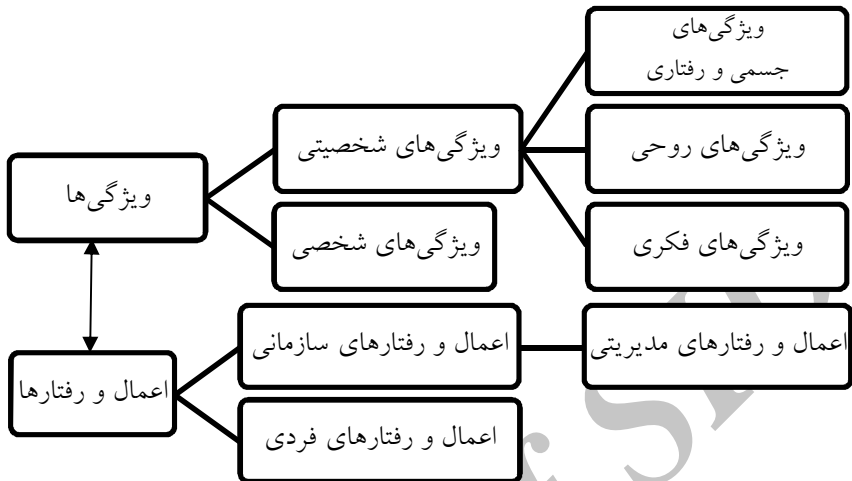 ویژگی‌های
جسمی و رفتاری
ویژگی‌های شخصیتی
ویژگی‌های روحی
ویژگی‌ها
ویژگی‌های شخصی
ویژگی‌های فکری
اعمال و رفتارهای سازمانی
اعمال و رفتارهای مدیریتی
اعمال و رفتارها
اعمال و رفتارهای فردی